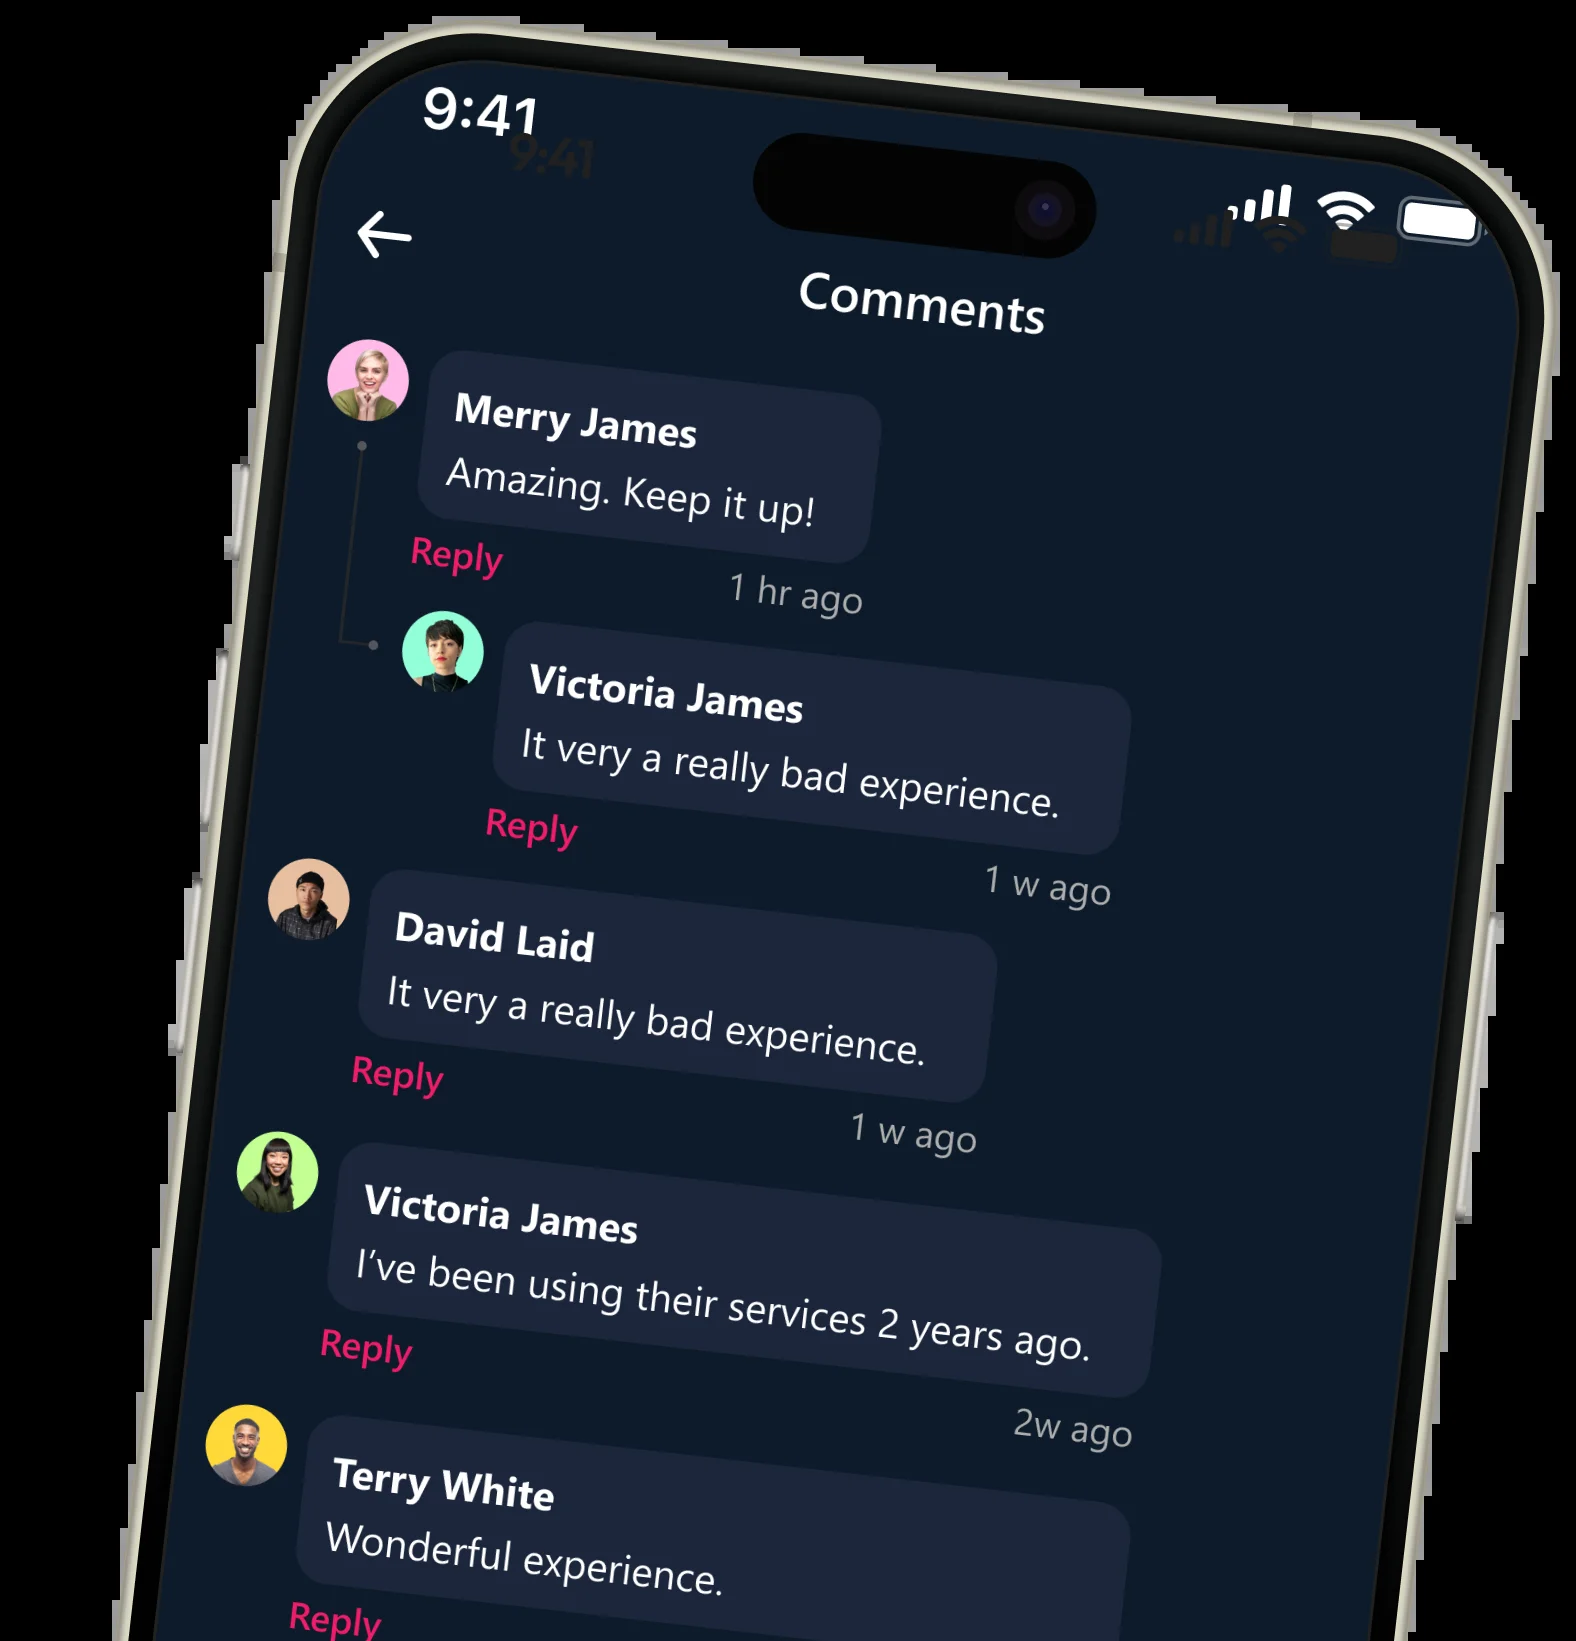 9:41
9:41
Comments
Merry James
Amazing. Keep it up!
Reply
1 hr ago
Victoria James
It very a really bad experience.
Reply
1 w ago
David Laid
It very a really bad experience.
Reply
1 w ago
Victoria James
I’ve been using their services 2 years ago.
Reply
2w ago
Terry White
Wonderful experience.
Reply